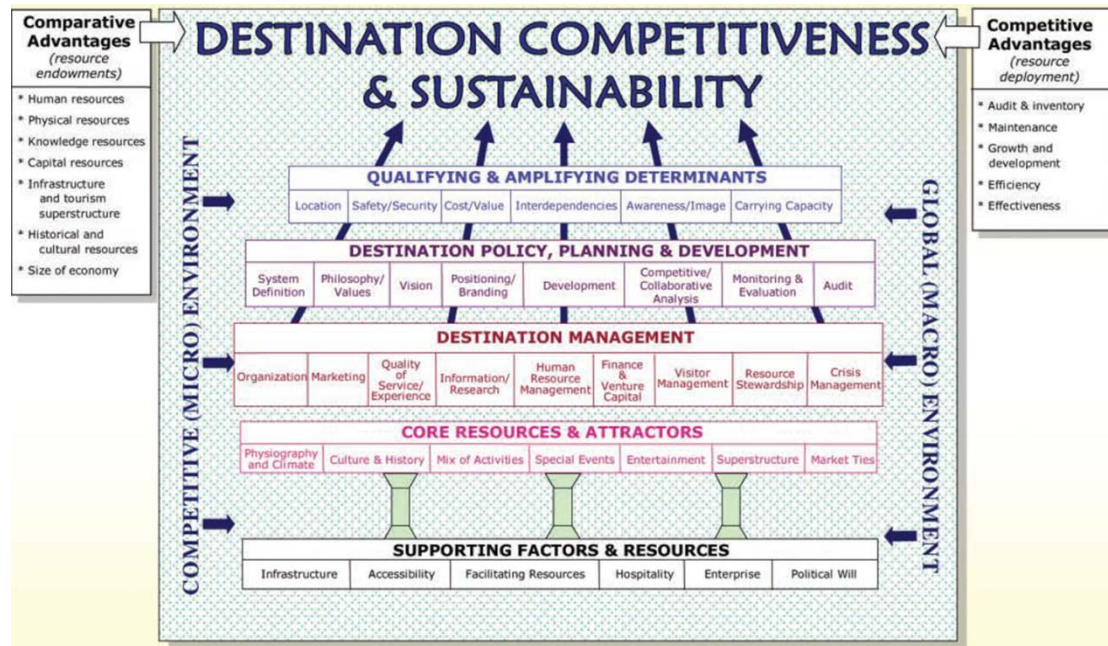 Comparative
Advantages
(resource
endowments)
* Human resources
* Physical resources
* Knowledge resources
* Capital resources
* Infrastructure
and tourism
superstructure
* Historical and
cultural resources
* Size of economy
DESTINATION COMPETITIVENESS
& SUSTAINABILITY
Competitive
Advantages
(resource
deployment)
* Audit & inventory
* Maintenance
* Growth and
development
* Efficiency
* Effectiveness
COMPETITIVE (MICRO) ENVIRONMENT
GLOBAL (MACRO) ENVIRONMENT
QUALIFYING & AMPLIFYING DETERMINANTS
Location Safety/Security Cost/Value Interdependencies Awareness/Image Carrying Capacity
DESTINATION POLICY, PLANNING & DEVELOPMENT
System
Definition
Philosophy/
Values
Vision
Positioning/
Branding
Development
Competitive/
Collaborative
Analysis
Monitoring &
Evaluation
Audit
DESTINATION MANAGEMENT
Organization
Marketing
Quality
of
Service/
Experience
Information/
Research
Human
Resource
Management
Finance
&
Venture
Capital
Visitor
Management
Resource
Stewardship
Crisis
Management
CORE RESOURCES & ATTRACTORS
Physiography
and Climate
Culture & History
Mix of Activities
Special Events
Entertainment
Superstructure
Market Ties
SUPPORTING FACTORS & RESOURCES
Infrastructure Accessibility Facilitating Resources Hospitality Enterprise Political Will